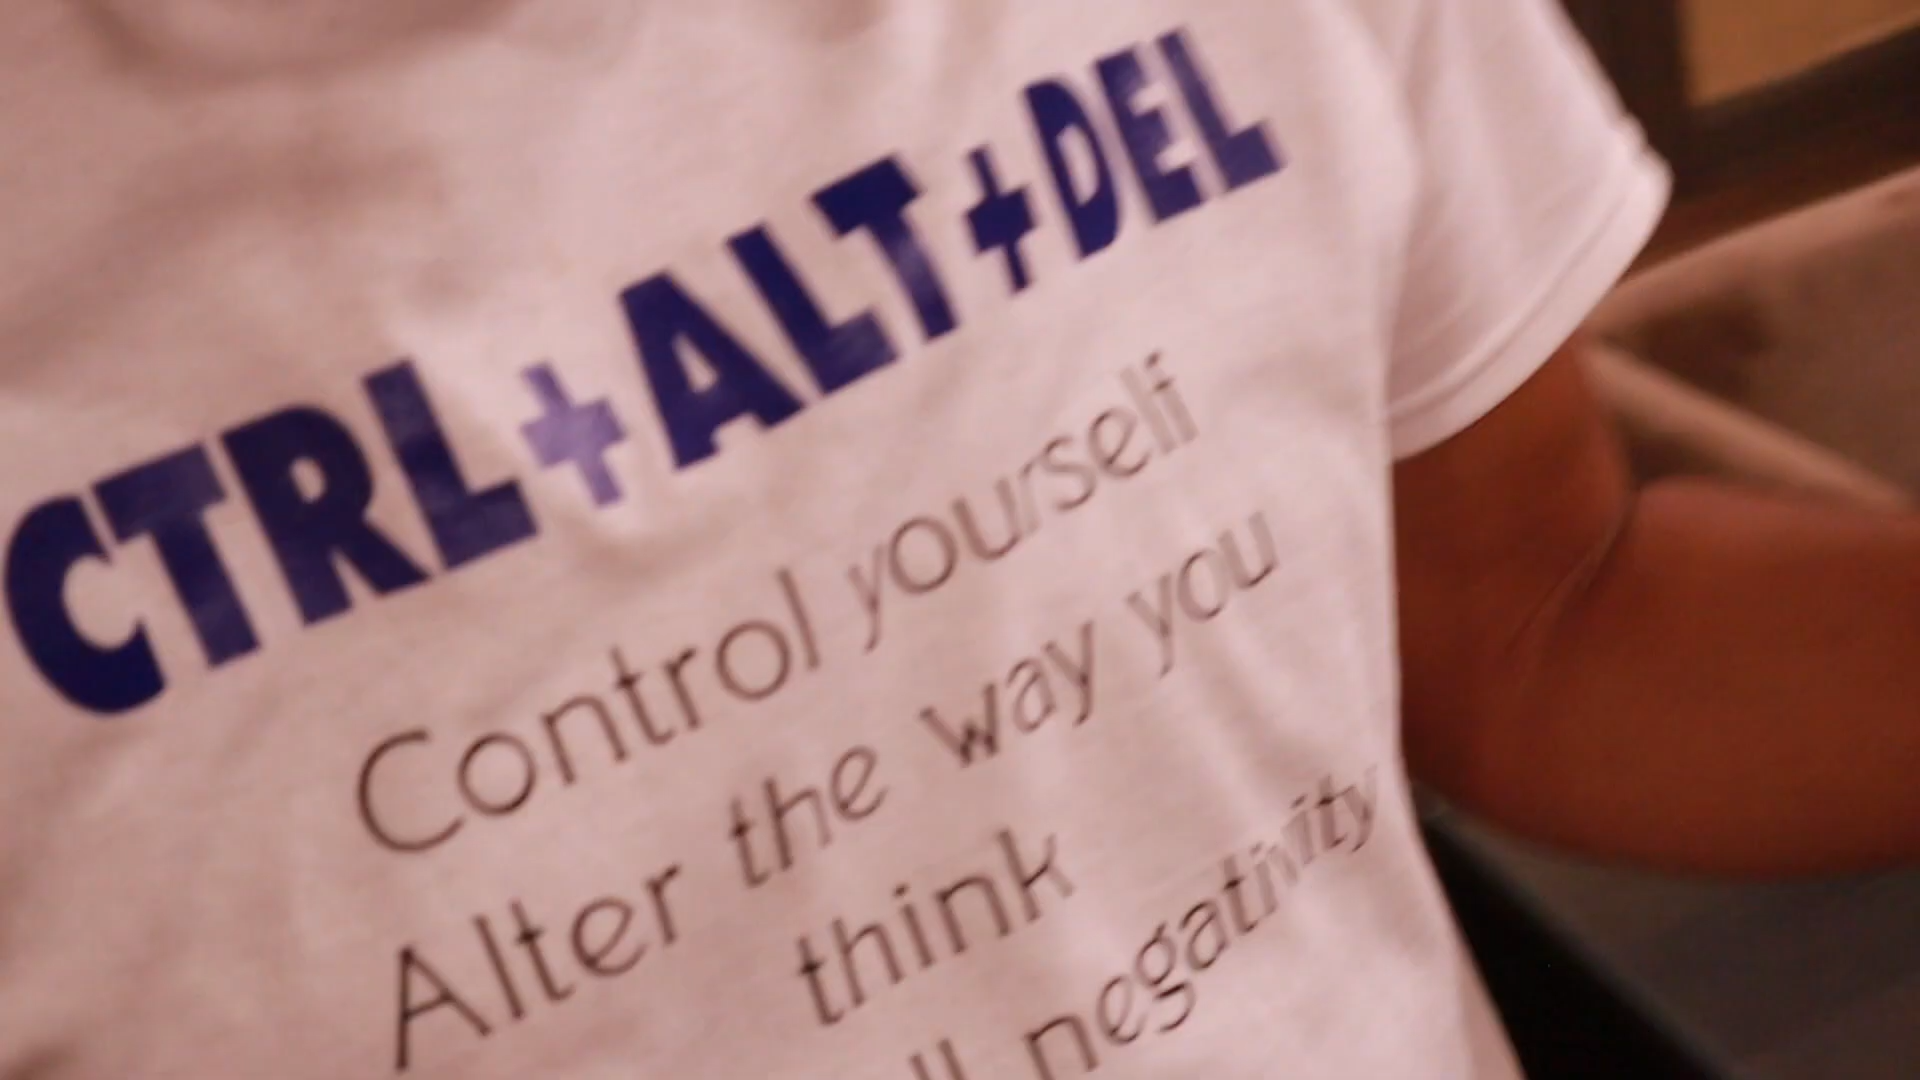 CTRL+ALT+DEL
Control yourself
Alter the way you
think
negativity